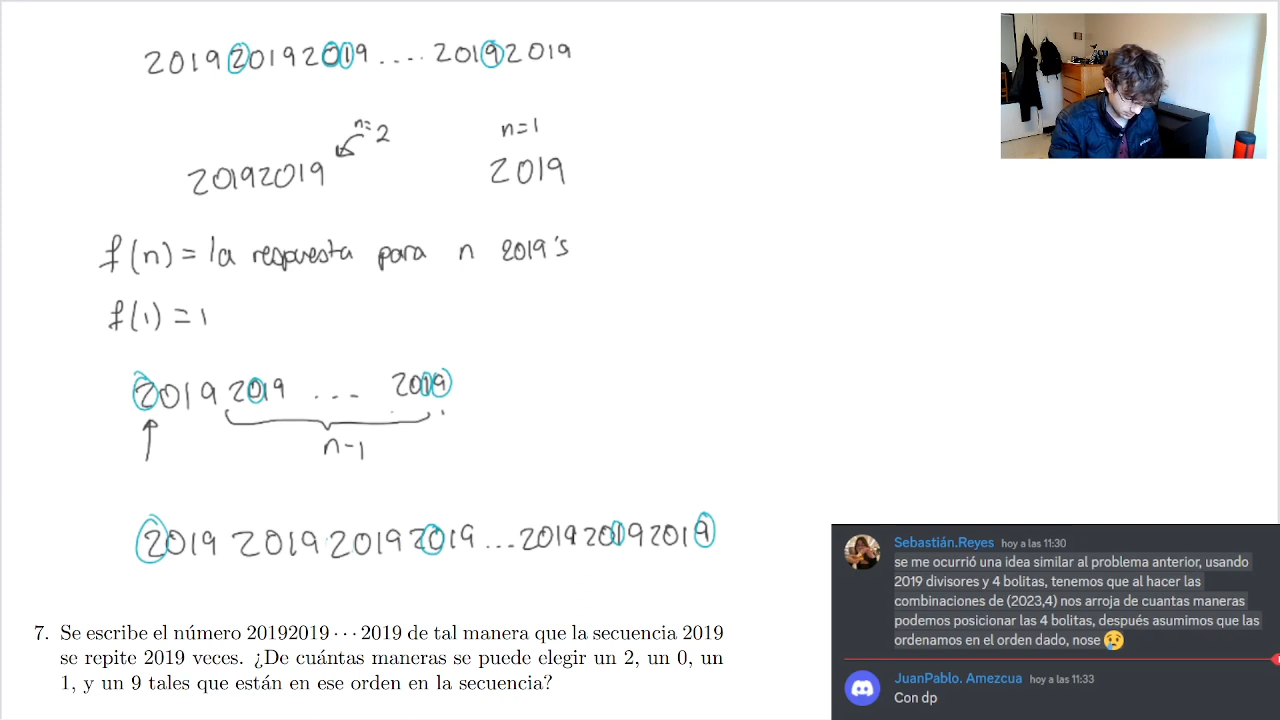 201920192019....20192019
n=2
n=1
20192019
2019
f(n) = la respuesta para n 2019's
f(1) = 1
2019 2019 ... 2019
n-1
2019 2019 2019 2019 ... 2019 2019 2019
7. Se escribe el número 20192019···2019 de tal manera que la secuencia 2019
se repite 2019 veces. ¿De cuántas maneras se puede elegir un 2, un 0, un
1, y un 9 tales que están en ese orden en la secuencia?
Sebastián.Reyes hoy a las 11:30
se me ocurrió una idea similar al problema anterior, usando
2019 divisores y 4 bolitas, tenemos que al hacer las
combinaciones de (2023,4) nos arroja de cuantas maneras
podemos posicionar las 4 bolitas, después asumimos que las
ordenamos en el orden dado, nose 😢
JuanPablo. Amezcua hoy a las 11:33
Con dp